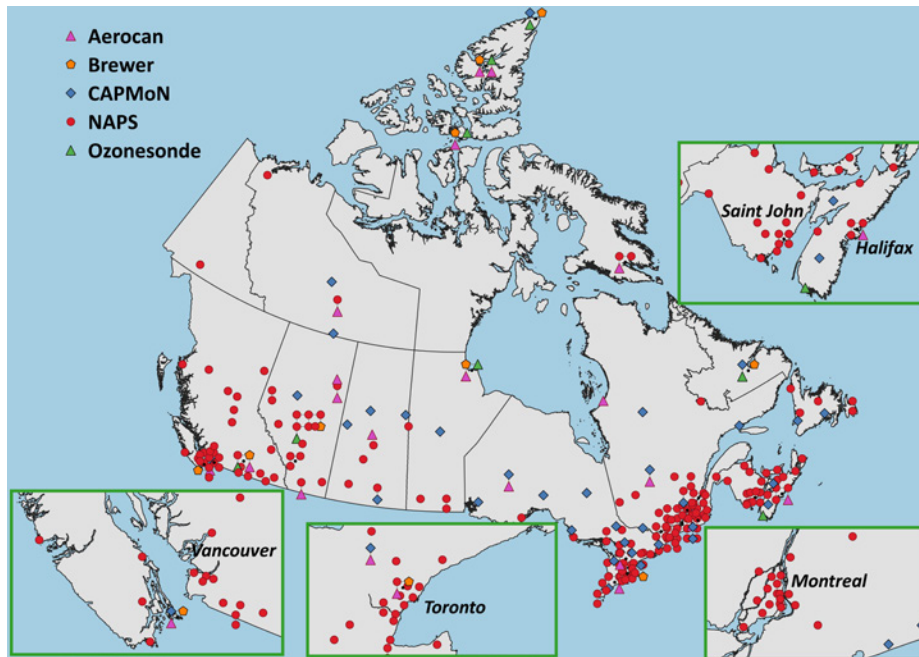 Aerocan
Brewer
CAPMoN
NAPS
Ozonesonde
Saint John
Halifax
Vancouver
Toronto
Montreal